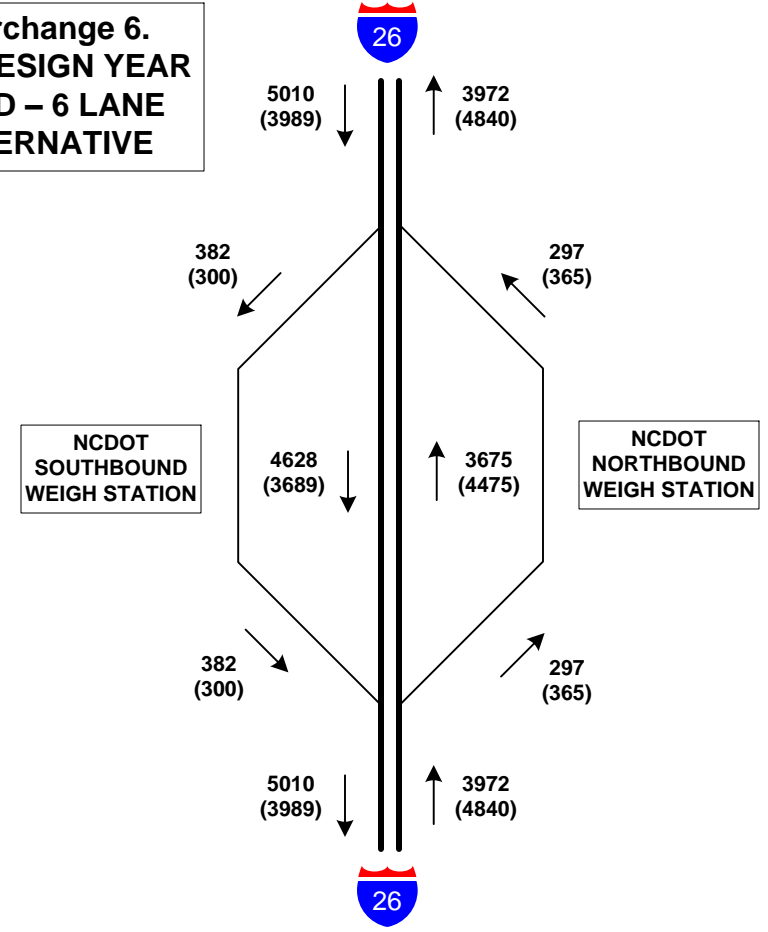 rchange 6.
ESIGN YEAR
D – 6 LANE
ERNATIVE
26
5010
(3989)
3972
(4840)
382
(300)
297
(365)
NCDOT
SOUTHBOUND
WEIGH STATION
4628
(3689)
3675
(4475)
NCDOT
NORTHBOUND
WEIGH STATION
382
(300)
297
(365)
5010
(3989)
3972
(4840)
26